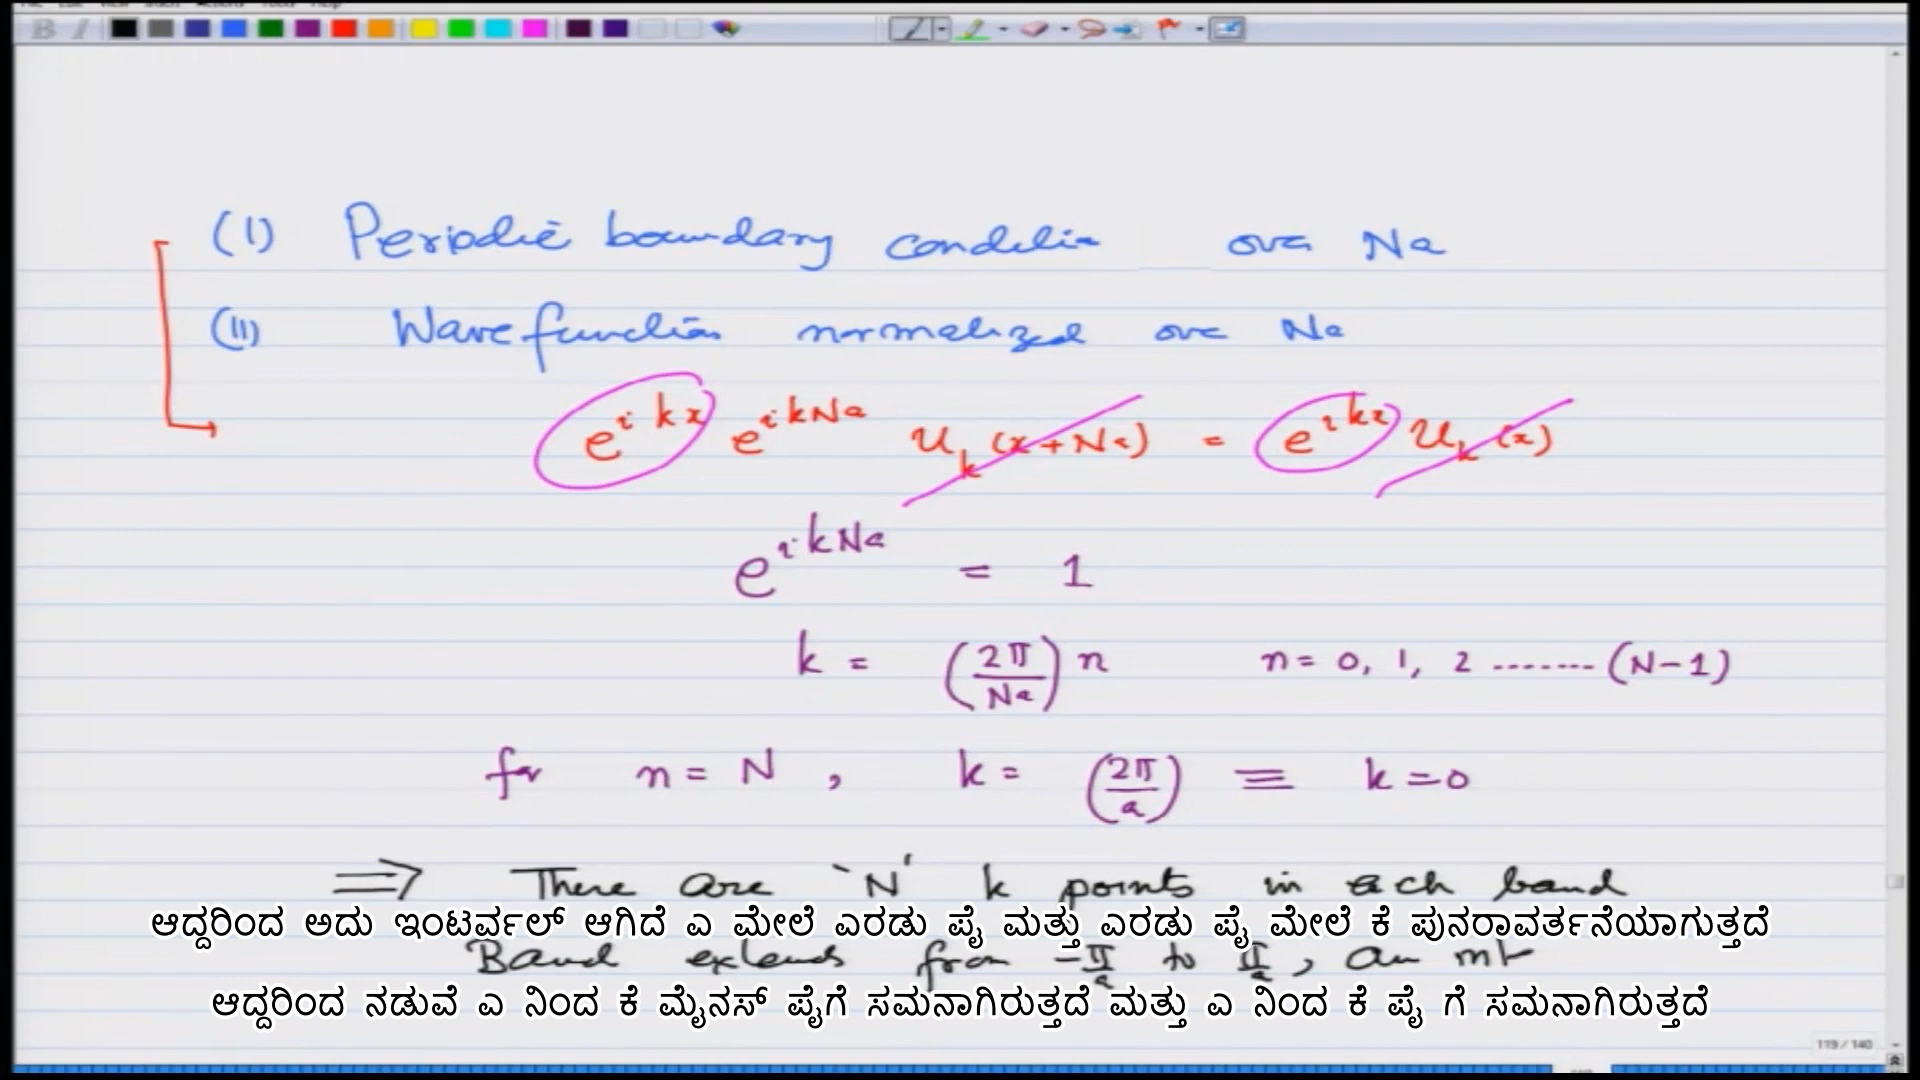 (I) Periodic boundary condition over Na
(II) Wavefunction normalized over Na
e^{ikx} e^{ikNa} u_k(x+Na) = e^{ikx} u_k(x)
e^{ikNa} = 1
k = (2π/Na) n n = 0, 1, 2 ....... (N-1)
for n = N , k = (2π/a) ≡ k = 0
⇒ There are 'N' k points in each band
ಆದ್ದರಿಂದ ಅದು ಇಂಟರ್ವಲ್ ಆಗಿದೆ ಎ ಮೇಲೆ ಎರಡು ಪೈ ಮತ್ತು ಎರಡು ಪೈ ಮೇಲೆ ಕೆ ಪುನರಾವರ್ತನೆಯಾಗುತ್ತದೆ
Band extends from -π/a to π/a, an int
ಆದ್ದರಿಂದ ನಡುವೆ ಎ ನಿಂದ ಕೆ ಮೈನಸ್ ಪೈಗೆ ಸಮನಾಗಿರುತ್ತದೆ ಮತ್ತು ಎ ನಿಂದ ಕೆ ಪೈ ಗೆ ಸಮನಾಗಿರುತ್ತದೆ
119 / 140